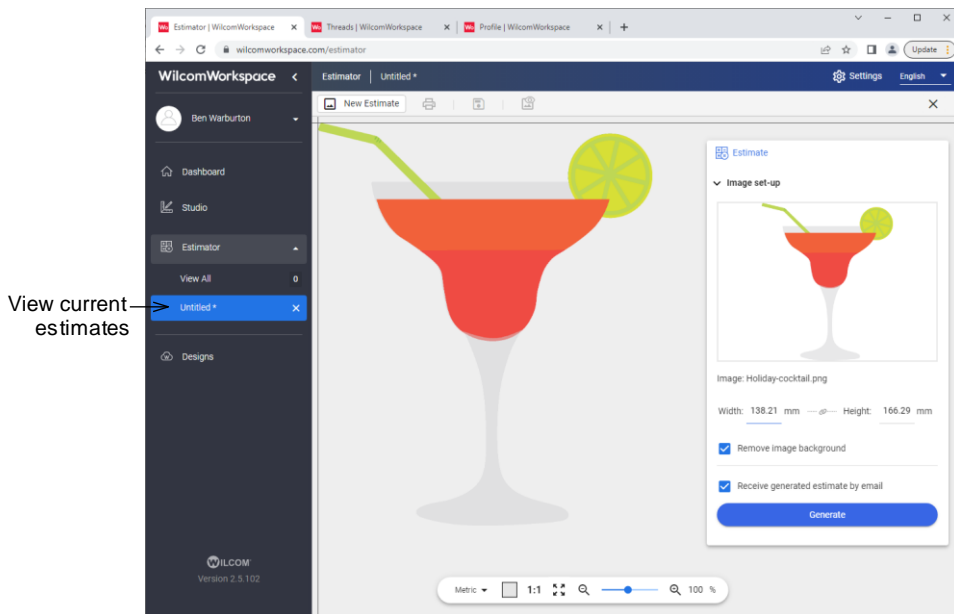 Estimator | WilcomWorkspace
Threads | WilcomWorkspace
Profile | WilcomWorkspace
wilcomworkspace.com/estimator
Update
WilcomWorkspace
Estimator
Untitled *
Settings
English
New Estimate
Ben Warburton
Dashboard
Studio
Estimator
View All
0
Untitled *
View current
estimates
Designs
WILCOM
Version 2.5.102
Estimate
Image set-up
Image: Holiday-cocktail.png
Width: 138.21 mm Height: 166.29 mm
Remove image background
Receive generated estimate by email
Generate
Metric 1:1 100 %